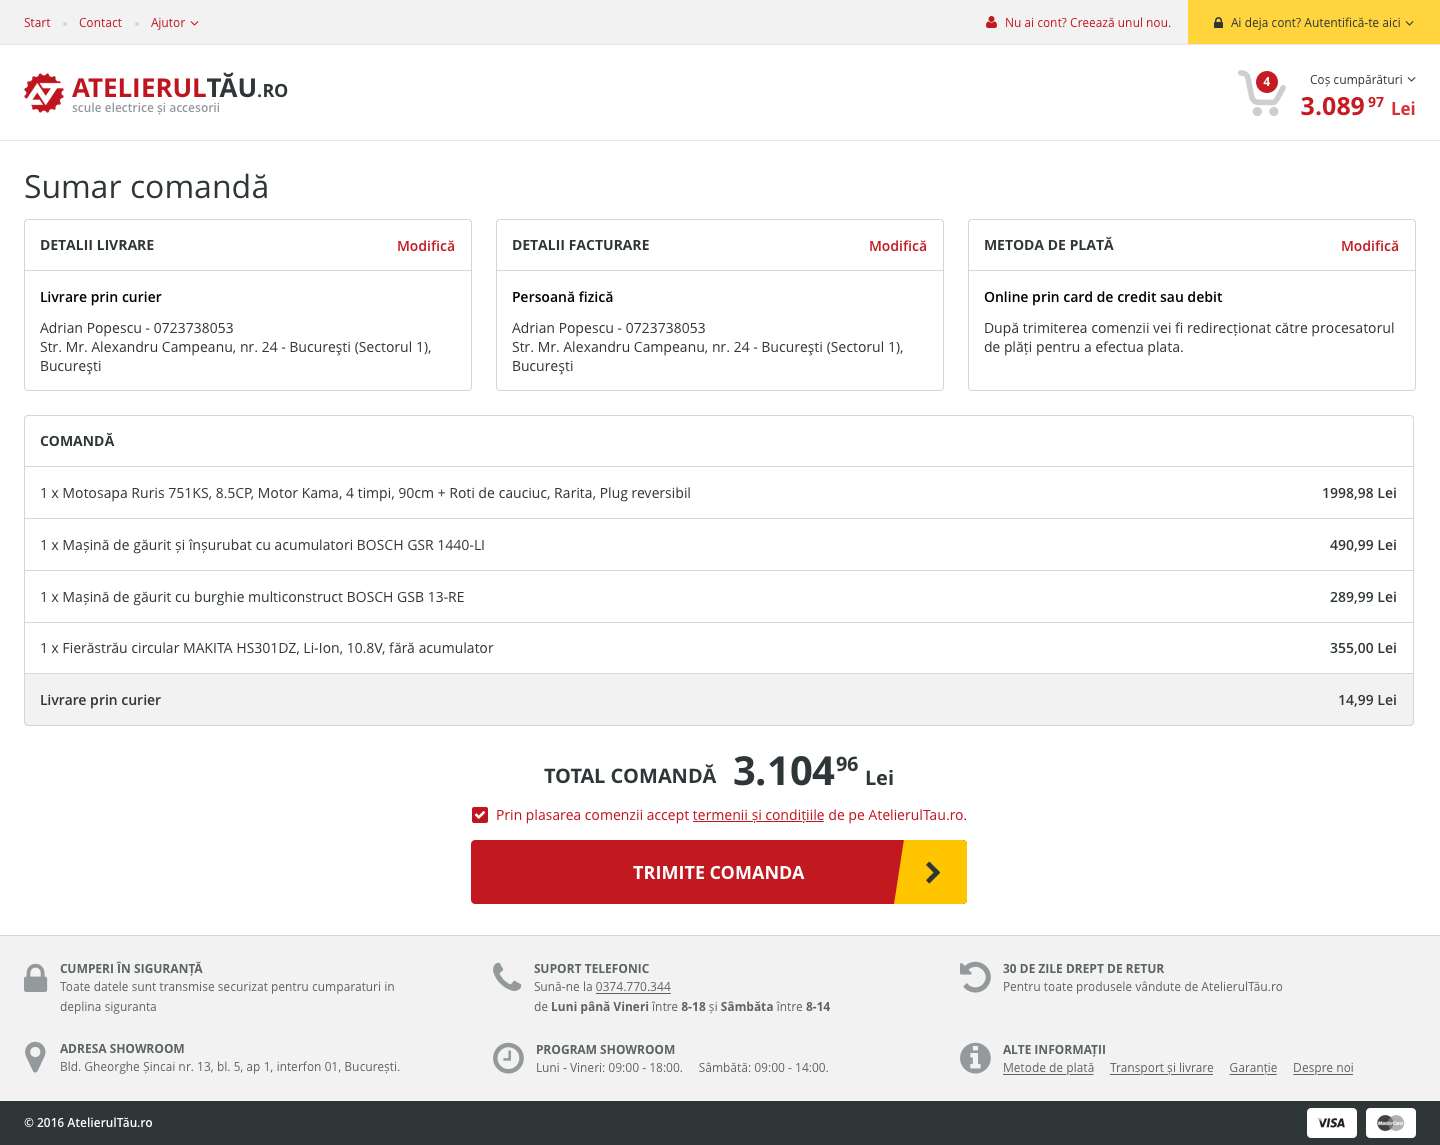 Start
Contact
Ajutor
Nu ai cont? Creează unul nou.
Ai deja cont? Autentifică-te aici
ATELIERULTĂU.RO
scule electrice și accesorii
4
Coș cumpărături
3.089 97 Lei
Sumar comandă
DETALII LIVRARE
Modifică
Livrare prin curier
Adrian Popescu - 0723738053
Str. Mr. Alexandru Campeanu, nr. 24 - Bucureşti (Sectorul 1),
Bucureşti
DETALII FACTURARE
Modifică
Persoană fizică
Adrian Popescu - 0723738053
Str. Mr. Alexandru Campeanu, nr. 24 - Bucureşti (Sectorul 1),
Bucureşti
METODA DE PLATĂ
Modifică
Online prin card de credit sau debit
După trimiterea comenzii vei fi redirecționat către procesatorul
de plăți pentru a efectua plata.
COMANDĂ
1 x Motosapa Ruris 751KS, 8.5CP, Motor Kama, 4 timpi, 90cm + Roti de cauciuc, Rarita, Plug reversibil
1998,98 Lei
1 x Mașină de găurit și înșurubat cu acumulatori BOSCH GSR 1440-LI
490,99 Lei
1 x Mașină de găurit cu burghie multiconstruct BOSCH GSB 13-RE
289,99 Lei
1 x Fierăstrău circular MAKITA HS301DZ, Li-Ion, 10.8V, fără acumulator
355,00 Lei
Livrare prin curier
14,99 Lei
TOTAL COMANDĂ 3.104 96 Lei
Prin plasarea comenzii accept termenii și condițiile de pe AtelierulTau.ro.
TRIMITE COMANDA
CUMPERI ÎN SIGURANȚĂ
Toate datele sunt transmise securizat pentru cumparaturi in
deplina siguranta
SUPORT TELEFONIC
Sună-ne la 0374.770.344
de Luni până Vineri între 8-18 și Sâmbăta între 8-14
30 DE ZILE DREPT DE RETUR
Pentru toate produsele vândute de AtelierulTău.ro
ADRESA SHOWROOM
Bld. Gheorghe Șincai nr. 13, bl. 5, ap 1, interfon 01, București.
PROGRAM SHOWROOM
Luni - Vineri: 09:00 - 18:00. Sâmbătă: 09:00 - 14:00.
ALTE INFORMAȚII
Metode de plată
Transport și livrare
Garanție
Despre noi
© 2016 AtelierulTău.ro
VISA
MasterCard